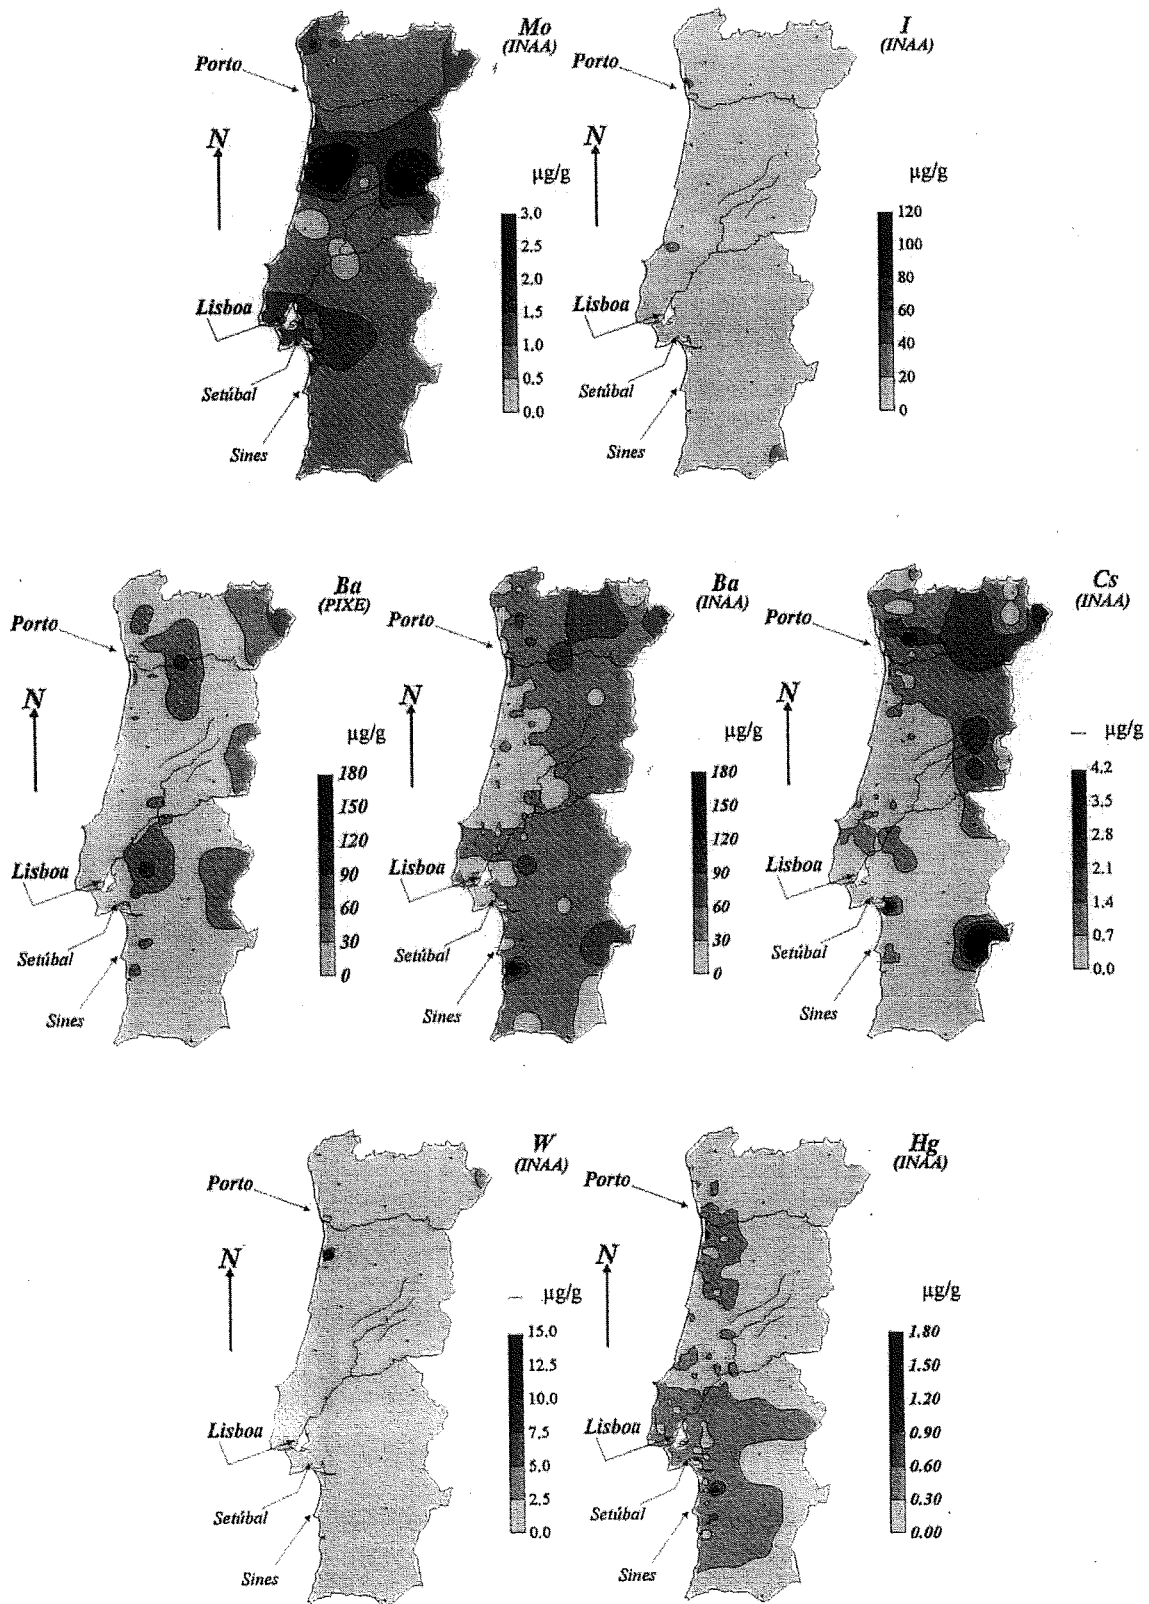 Mo
(INAA)
Porto
N
µg/g
3.0
2.5
2.0
1.5
1.0
0.5
0.0
Lisboa
Setúbal
Sines
I
(INAA)
Porto
N
µg/g
120
100
80
60
40
20
0
Lisboa
Setúbal
Sines
Ba
(PIXE)
Porto
N
µg/g
180
150
120
90
60
30
0
Lisboa
Setúbal
Sines
Ba
(INAA)
Porto
N
µg/g
180
150
120
90
60
30
0
Lisboa
Setúbal
Sines
Cs
(INAA)
Porto
N
µg/g
4.2
3.5
2.8
2.1
1.4
0.7
0.0
Lisboa
Setúbal
Sines
W
(INAA)
Porto
N
µg/g
15.0
12.5
10.0
7.5
5.0
2.5
0.0
Lisboa
Setúbal
Sines
Hg
(INAA)
Porto
N
µg/g
1.80
1.50
1.20
0.90
0.60
0.30
0.00
Lisboa
Setúbal
Sines